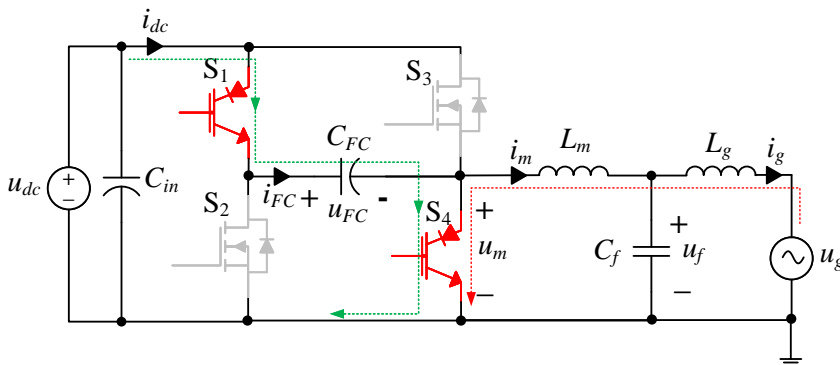 i_dc
S_1
S_3
C_FC
L_m
L_g
i_m
i_g
u_dc
+
−
C_in
i_FC
+
-
u_FC
S_2
S_4
+
u_m
−
C_f
+
u_f
−
u_g